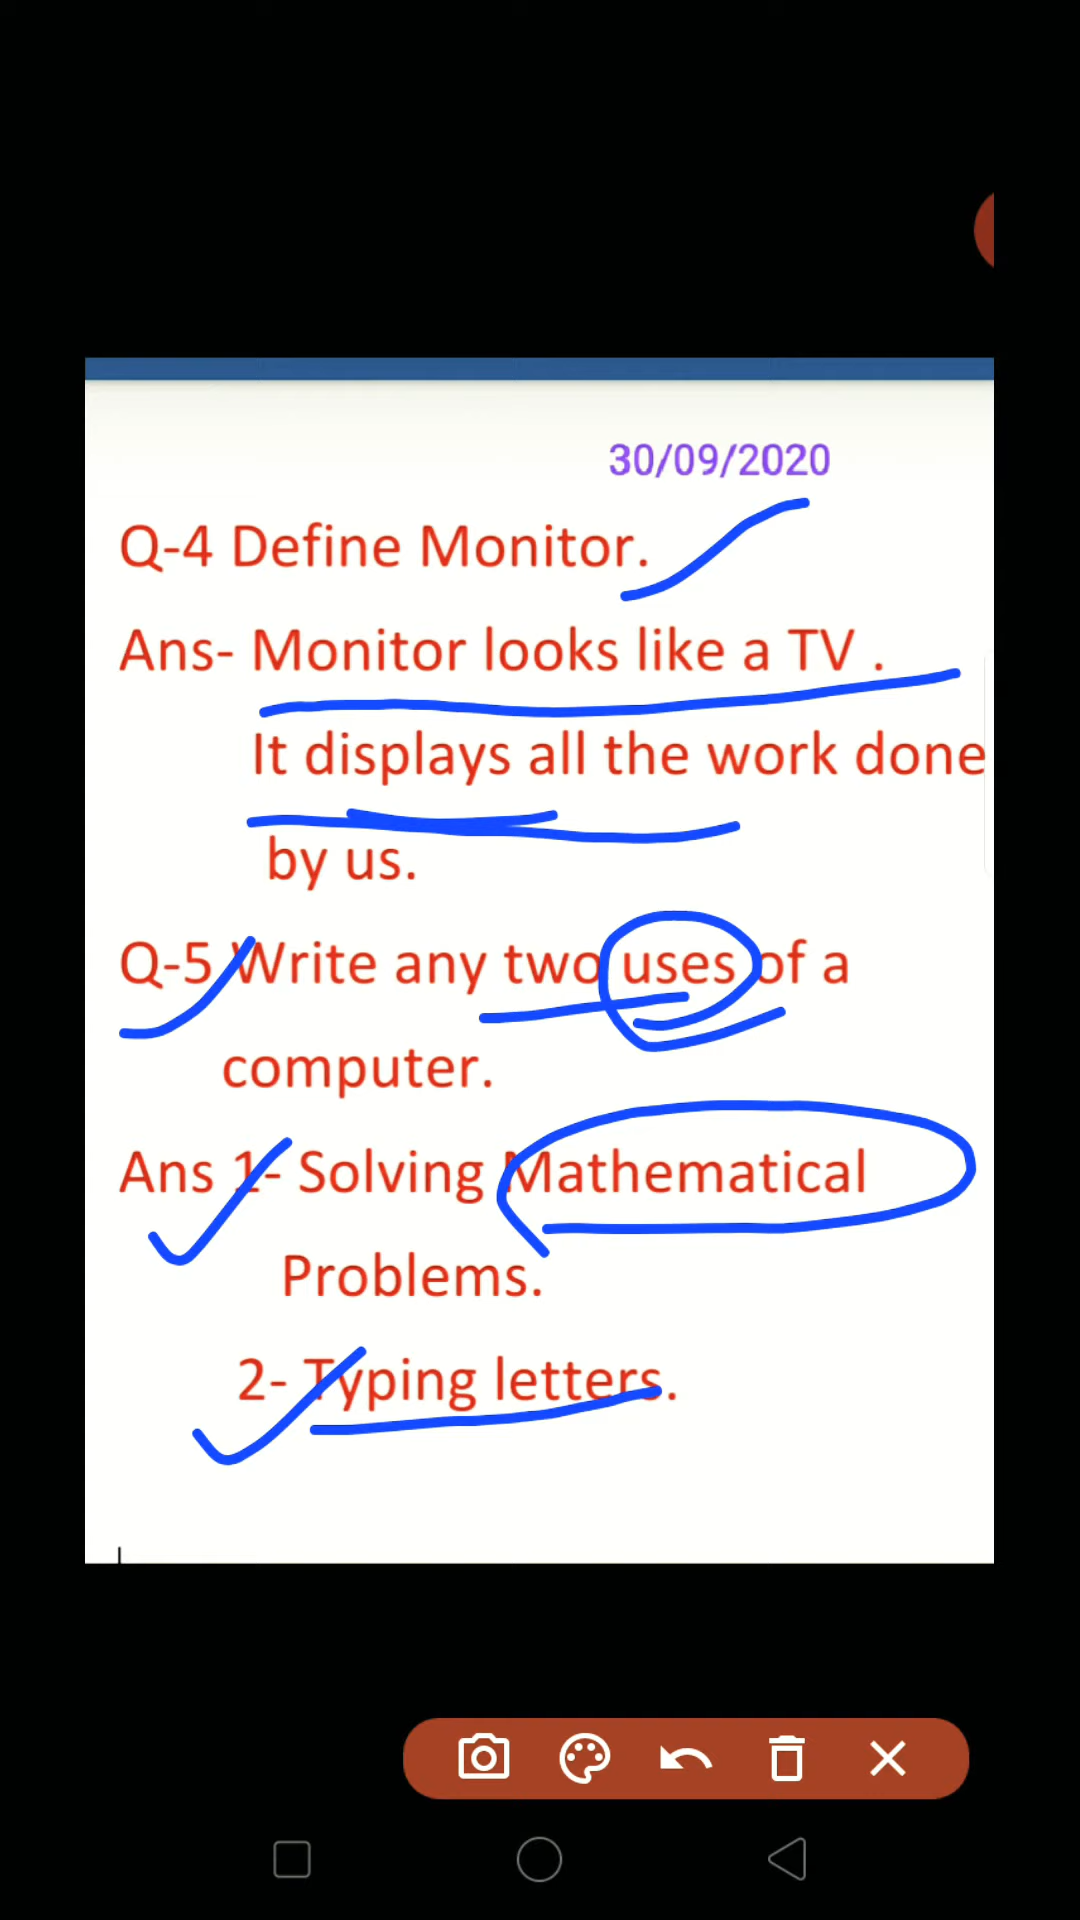 30/09/2020
Q-4 Define Monitor.
Ans- Monitor looks like a TV .
It displays all the work done
by us.
Q-5 Write any two uses of a
computer.
Ans 1- Solving Mathematical
Problems.
2- Typing letters.